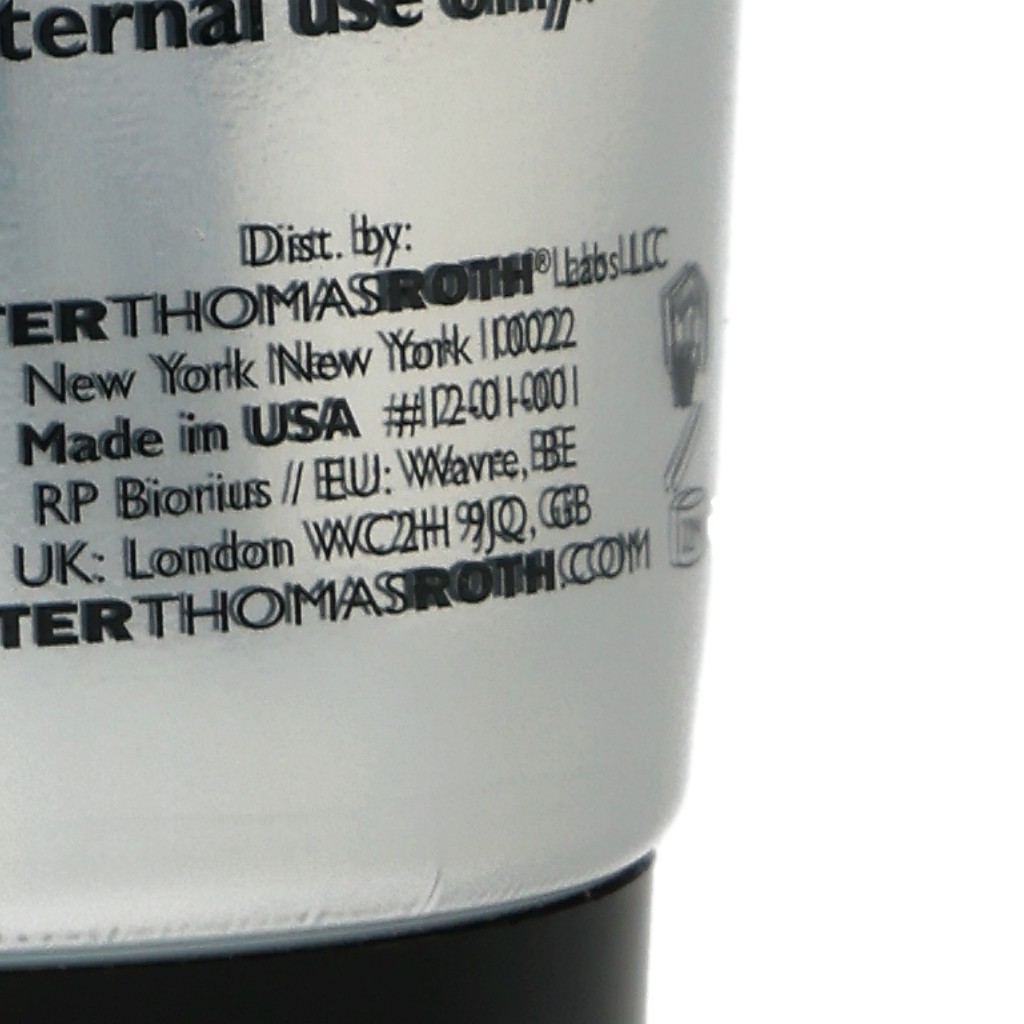 ternal use only.
Dist. by:
TERTHOMASROTH® Labs LLC
New York New York 10022
Made in USA #12-01-0001
RP Biorius // EU: Wavre, BE
UK: London WC2H 9JQ, GB
TERTHOMASROTH.COM